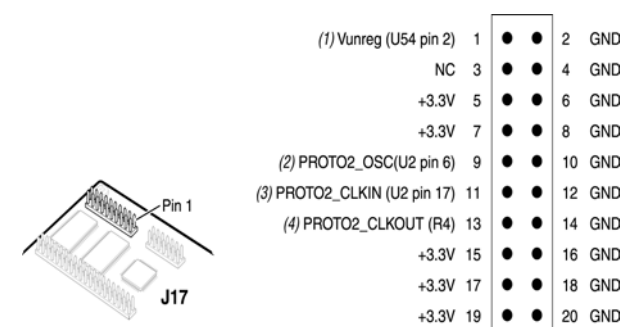 (1) Vunreg (U54 pin 2) 1 2 GND
NC 3 4 GND
+3.3V 5 6 GND
+3.3V 7 8 GND
(2) PROTO2_OSC(U2 pin 6) 9 10 GND
(3) PROTO2_CLKIN (U2 pin 17) 11 12 GND
(4) PROTO2_CLKOUT (R4) 13 14 GND
+3.3V 15 16 GND
+3.3V 17 18 GND
+3.3V 19 20 GND
Pin 1
J17